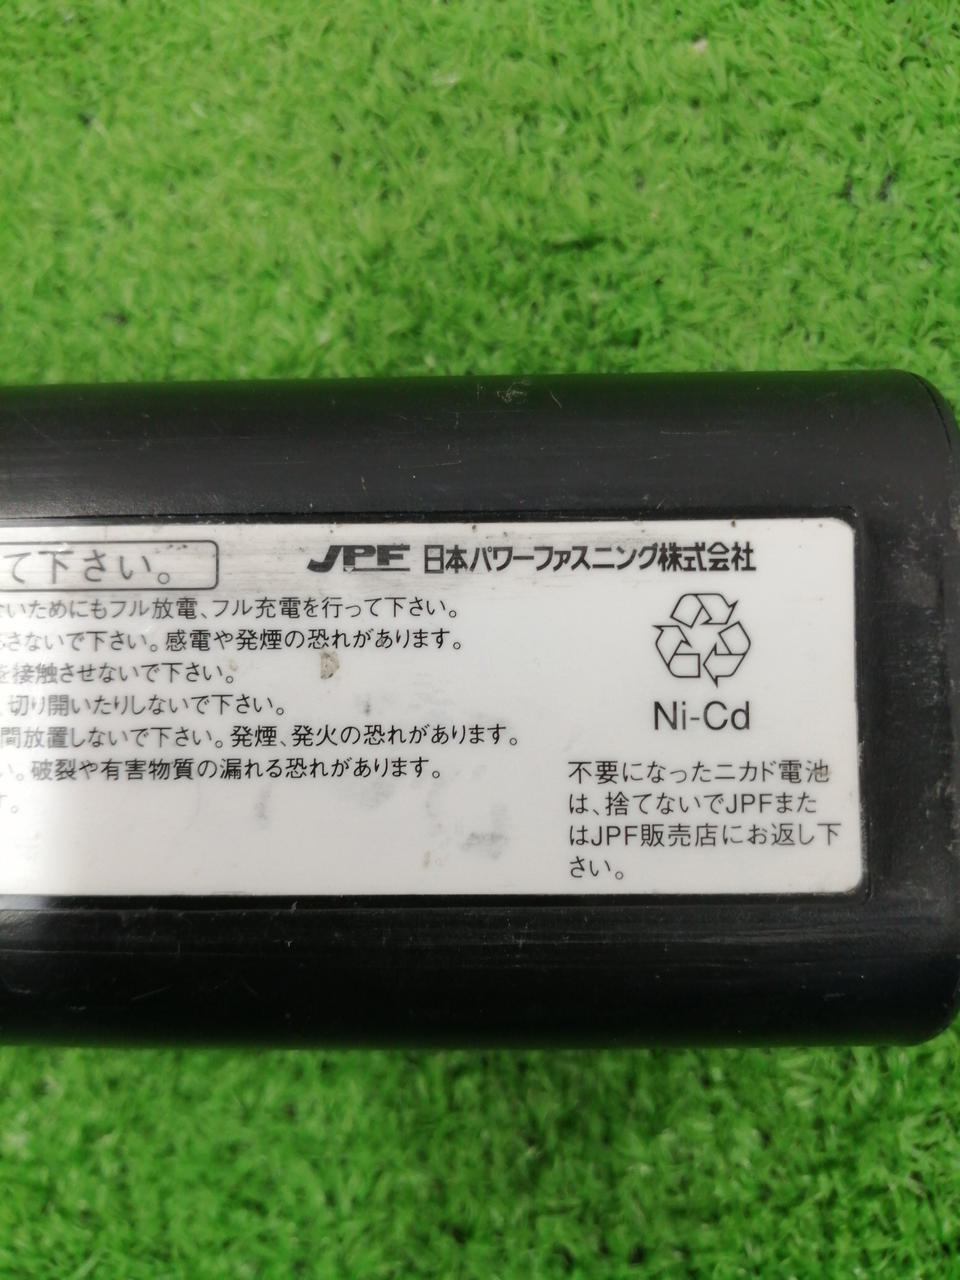 て下さい。
JPF 日本パワーファスニング株式会社
いためにもフル放電、フル充電を行って下さい。
さないで下さい。感電や発煙の恐れがあります。
を接触させないで下さい。
切り開いたりしないで下さい。
間放置しないで下さい。発煙、発火の恐れがあります。
い。破裂や有害物質の漏れる恐れがあります。
す。
Ni-Cd
不要になったニカド電池
は、捨てないでJPFまた
はJPF販売店にお返し下
さい。